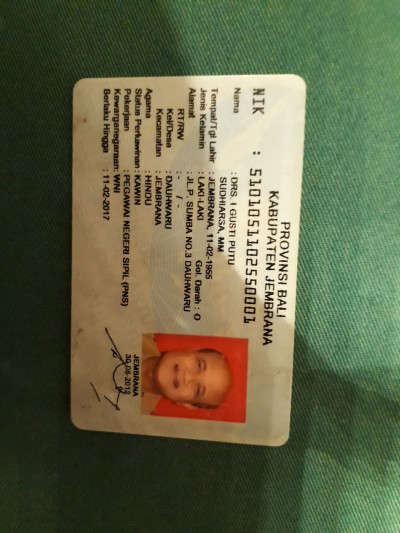 PROVINSI BALI
KABUPATEN JEMBRANA
NIK : 5101051102550001
Nama : DRS. I GUSTI PUTU
SUDHIARSA, MM
Tempat/Tgl Lahir : JEMBRANA, 11-02-1955
Jenis Kelamin : LAKI-LAKI Gol. Darah : O
Alamat : JL.P. SUMBA NO.3 DAUHWARU
RT/RW : - / -
Kel/Desa : DAUHWARU
Kecamatan : JEMBRANA
Agama : HINDU
Status Perkawinan : KAWIN
Pekerjaan : PEGAWAI NEGERI SIPIL (PNS)
Kewarganegaraan: WNI
Berlaku Hingga : 11-02-2017
JEMBRANA
30-06-2012